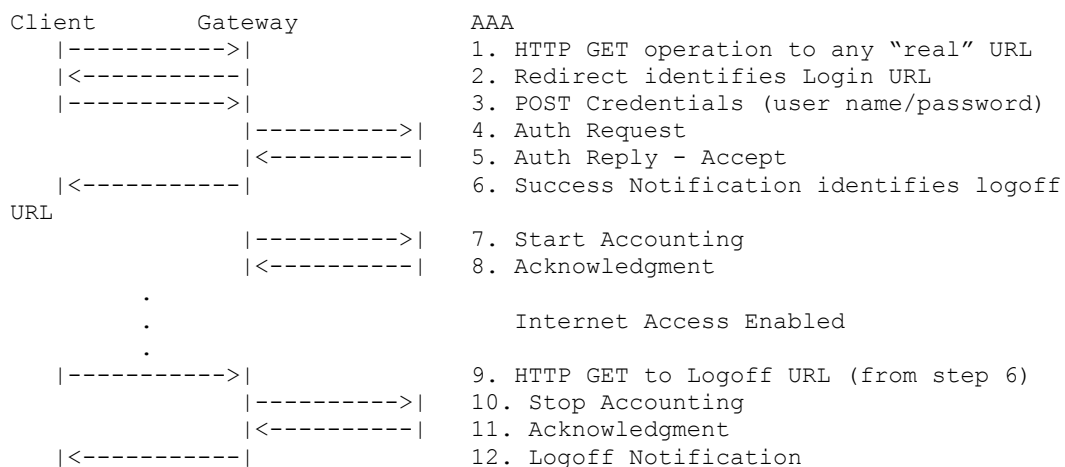 Client        Gateway              AAA
   |----------->|                    1. HTTP GET operation to any “real” URL
   |<-----------|                    2. Redirect identifies Login URL
   |----------->|                    3. POST Credentials (user name/password)
                |---------->|  4. Auth Request
                |<----------|  5. Auth Reply - Accept
   |<-----------|                    6. Success Notification identifies logoff
URL
                |---------->|  7. Start Accounting
                |<----------|  8. Acknowledgment
         .
         .                              Internet Access Enabled
         .
   |----------->|                    9. HTTP GET to Logoff URL (from step 6)
                |---------->|  10. Stop Accounting
                |<----------|  11. Acknowledgment
   |<-----------|                    12. Logoff Notification